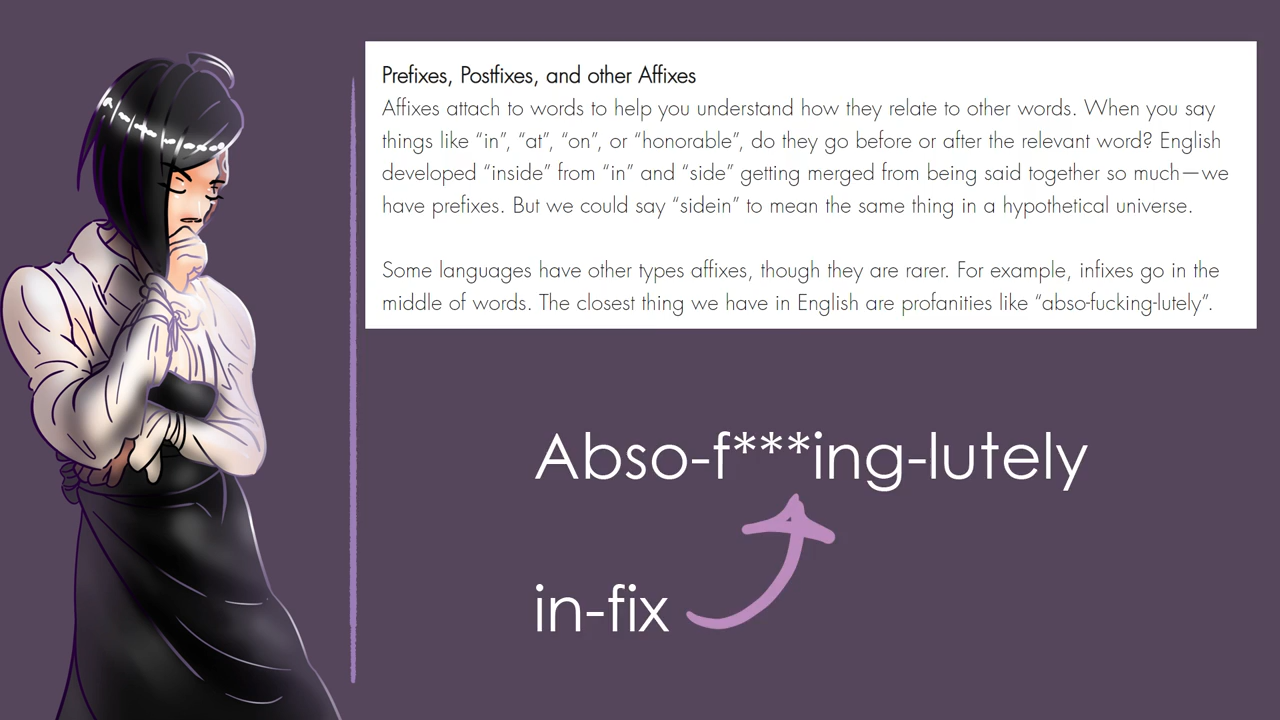 Prefixes, Postfixes, and other Affixes
Affixes attach to words to help you understand how they relate to other words. When you say
things like “in”, “at”, “on”, or “honorable”, do they go before or after the relevant word? English
developed “inside” from “in” and “side” getting merged from being said together so much—we
have prefixes. But we could say “sidein” to mean the same thing in a hypothetical universe.
Some languages have other types affixes, though they are rarer. For example, infixes go in the
middle of words. The closest thing we have in English are profanities like “abso-fucking-lutely”.
Abso-f***ing-lutely
in-fix